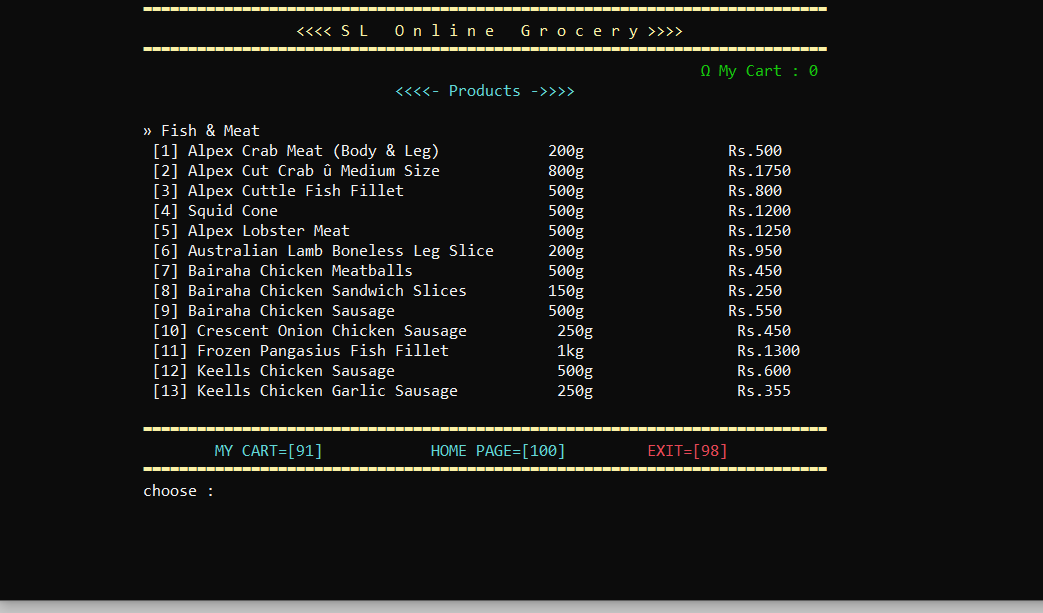 <<<< S L  O n l i n e  G r o c e r y >>>>
Ω My Cart : 0
<<<<- Products ->>>>
» Fish & Meat
[1] Alpex Crab Meat (Body & Leg) 200g Rs.500
[2] Alpex Cut Crab û Medium Size 800g Rs.1750
[3] Alpex Cuttle Fish Fillet 500g Rs.800
[4] Squid Cone 500g Rs.1200
[5] Alpex Lobster Meat 500g Rs.1250
[6] Australian Lamb Boneless Leg Slice 200g Rs.950
[7] Bairaha Chicken Meatballs 500g Rs.450
[8] Bairaha Chicken Sandwich Slices 150g Rs.250
[9] Bairaha Chicken Sausage 500g Rs.550
[10] Crescent Onion Chicken Sausage 250g Rs.450
[11] Frozen Pangasius Fish Fillet 1kg Rs.1300
[12] Keells Chicken Sausage 500g Rs.600
[13] Keells Chicken Garlic Sausage 250g Rs.355
MY CART=[91] HOME PAGE=[100] EXIT=[98]
choose :